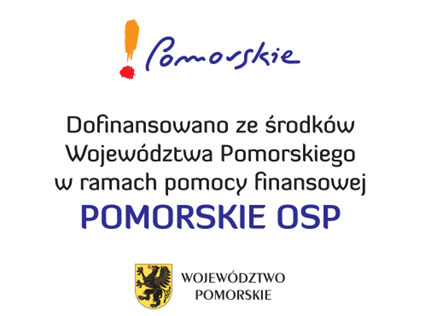 Pomorskie
Dofinansowano ze środków
Województwa Pomorskiego
w ramach pomocy finansowej
POMORSKIE OSP
WOJEWÓDZTWO
POMORSKIE